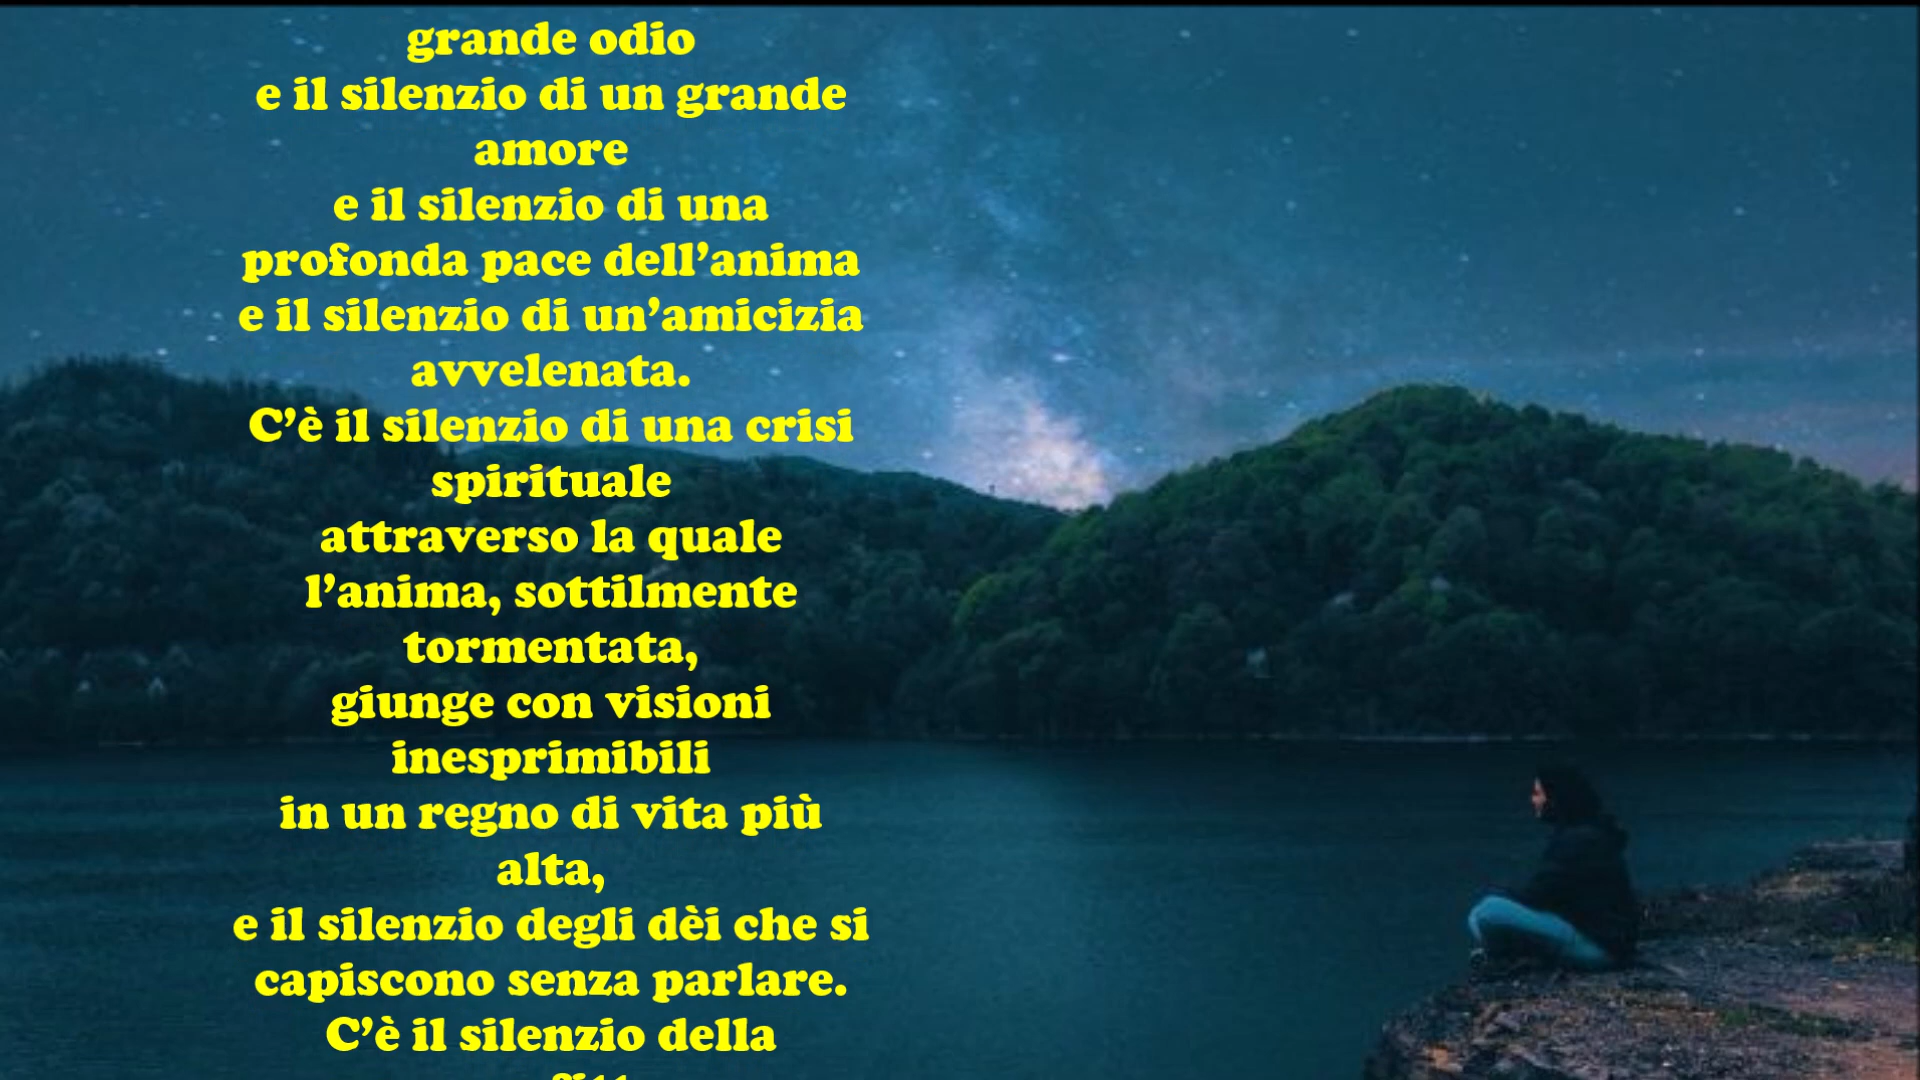 grande odio
e il silenzio di un grande
amore
e il silenzio di una
profonda pace dell’anima
e il silenzio di un’amicizia
avvelenata.
C’è il silenzio di una crisi
spirituale
attraverso la quale
l’anima, sottilmente
tormentata,
giunge con visioni
inesprimibili
in un regno di vita più
alta,
e il silenzio degli dèi che si
capiscono senza parlare.
C’è il silenzio della